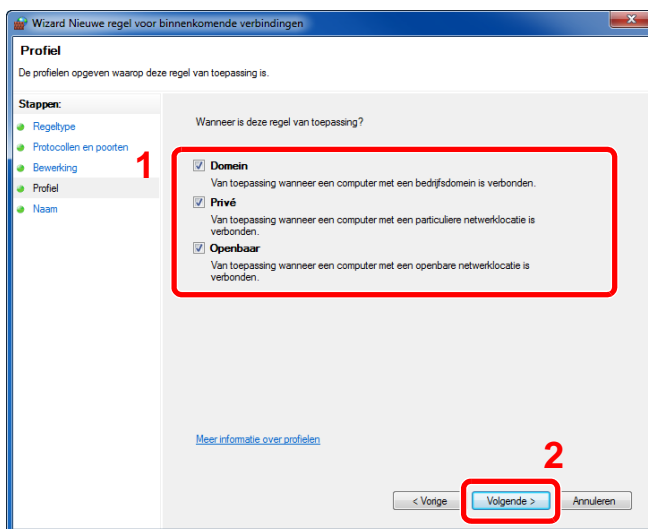 Wizard Nieuwe regel voor binnenkomende verbindingen
Profiel
De profielen opgeven waarop deze regel van toepassing is.
Stappen:
Regeltype
Protocollen en poorten
Bewerking
Profiel
Naam
Wanneer is deze regel van toepassing?
1
Domein
Van toepassing wanneer een computer met een bedrijfsdomein is verbonden.
Privé
Van toepassing wanneer een computer met een particuliere netwerklocatie is
verbonden.
Openbaar
Van toepassing wanneer een computer met een openbare netwerklocatie is
verbonden.
Meer informatie over profielen
2
< Vorige
Volgende >
Annuleren